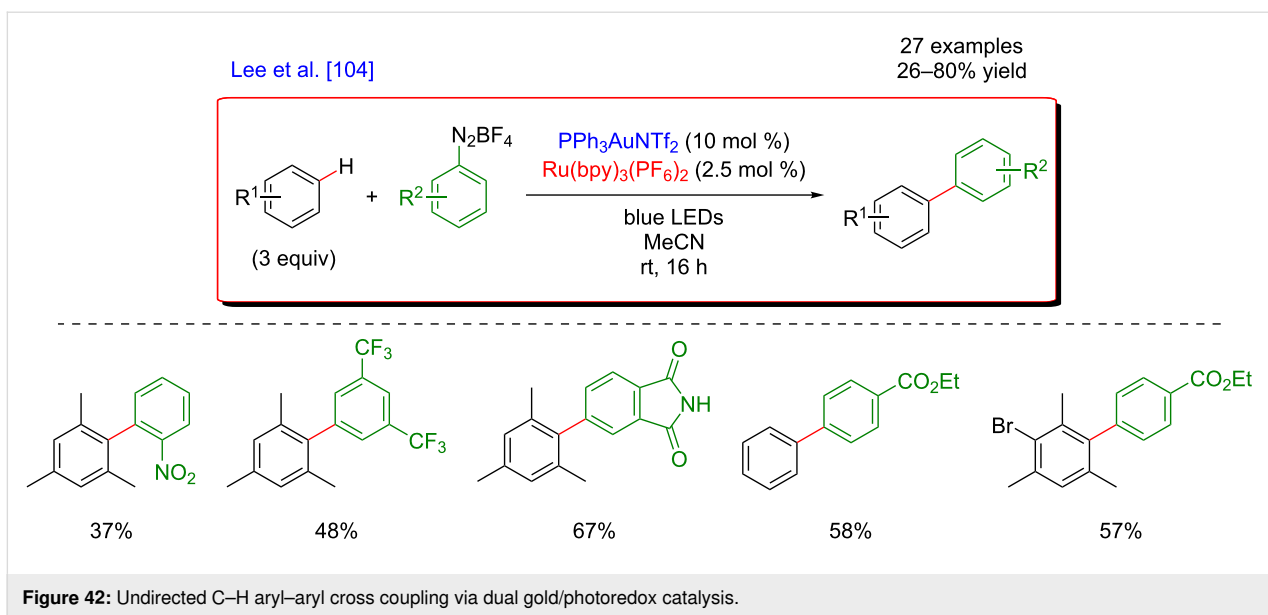 27 examples
Lee et al. [104]
26–80% yield
N₂BF₄
PPh₃AuNTf₂ (10 mol %)
H
Ru(bpy)₃(PF₆)₂ (2.5 mol %)
R¹
+
R²
R²
R¹
blue LEDs
MeCN
(3 equiv)
rt, 16 h
CF₃
O
CO₂Et
CO₂Et
NH
Br
CF₃
NO₂
O
37%
48%
67%
58%
57%
Figure 42: Undirected C–H aryl–aryl cross coupling via dual gold/photoredox catalysis.